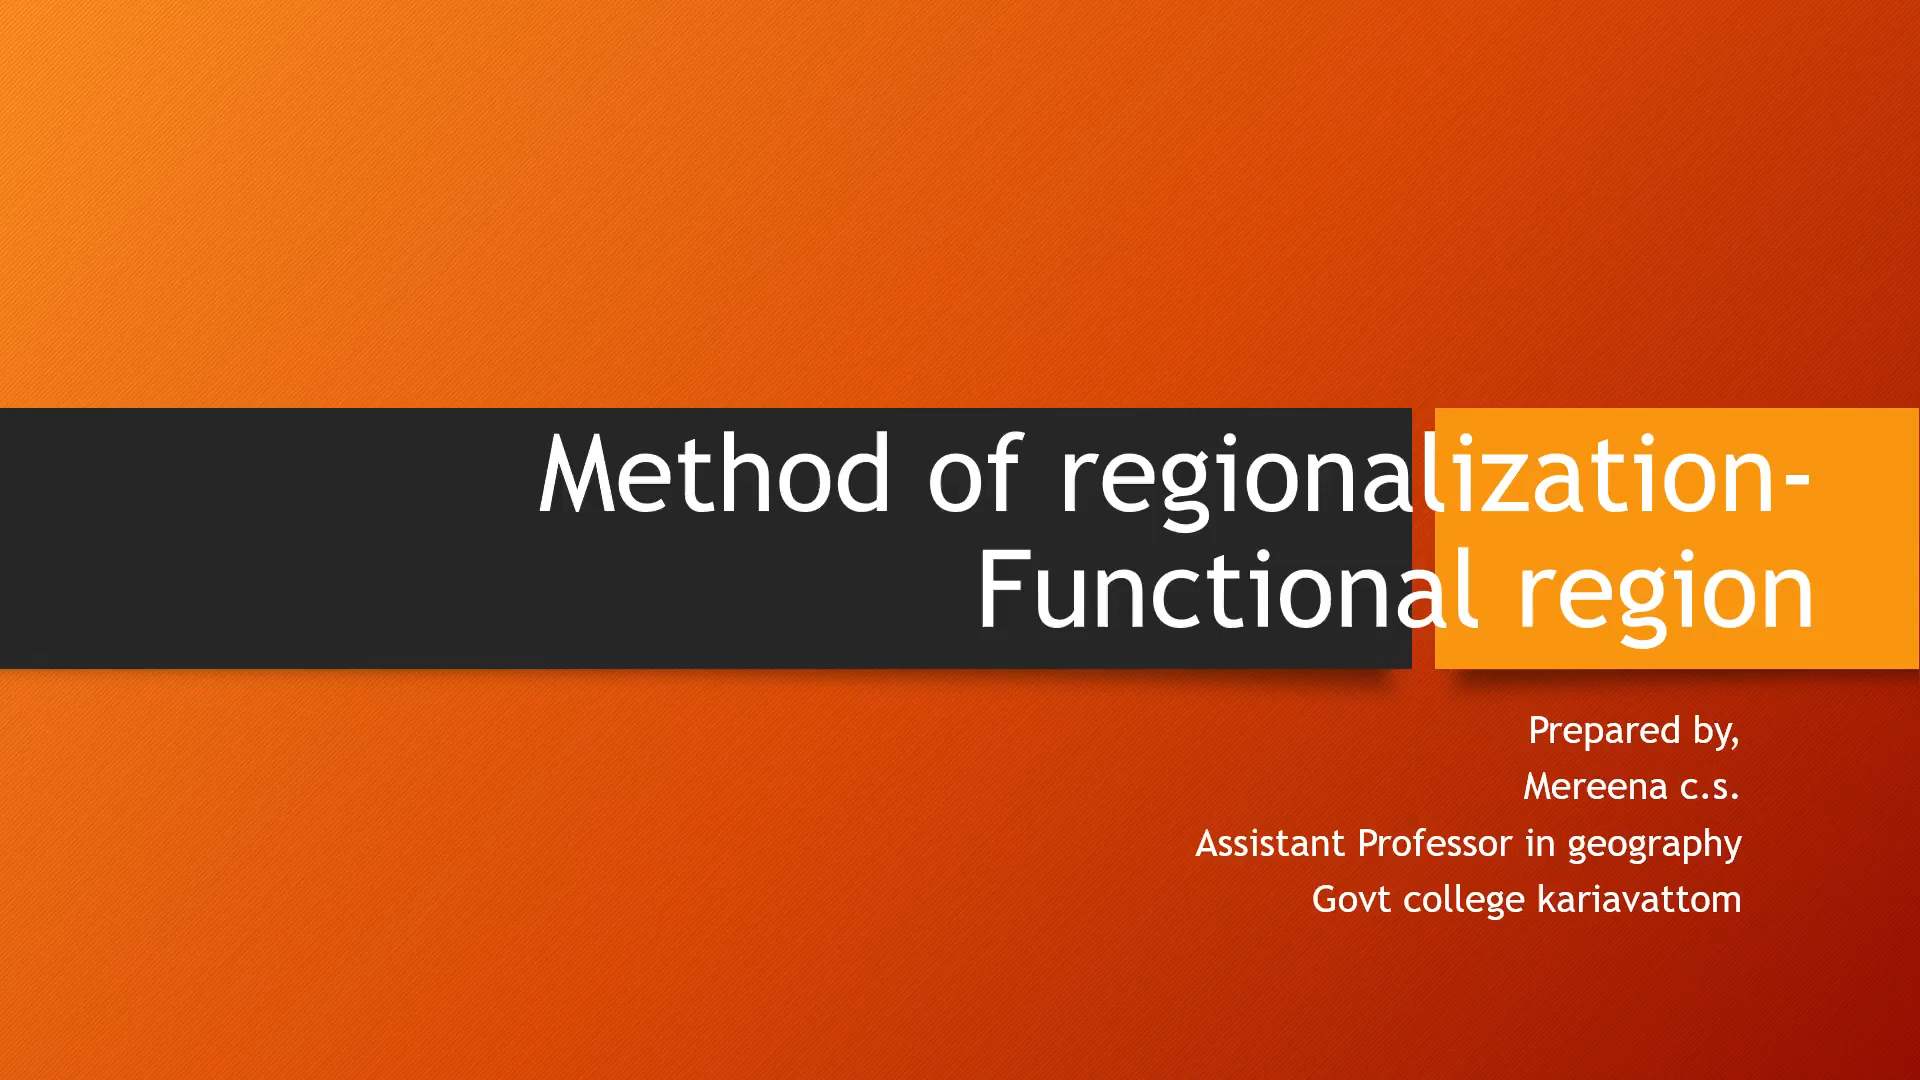 Method of regionalization-
Functional region
Prepared by,
Mereena c.s.
Assistant Professor in geography
Govt college kariavattom